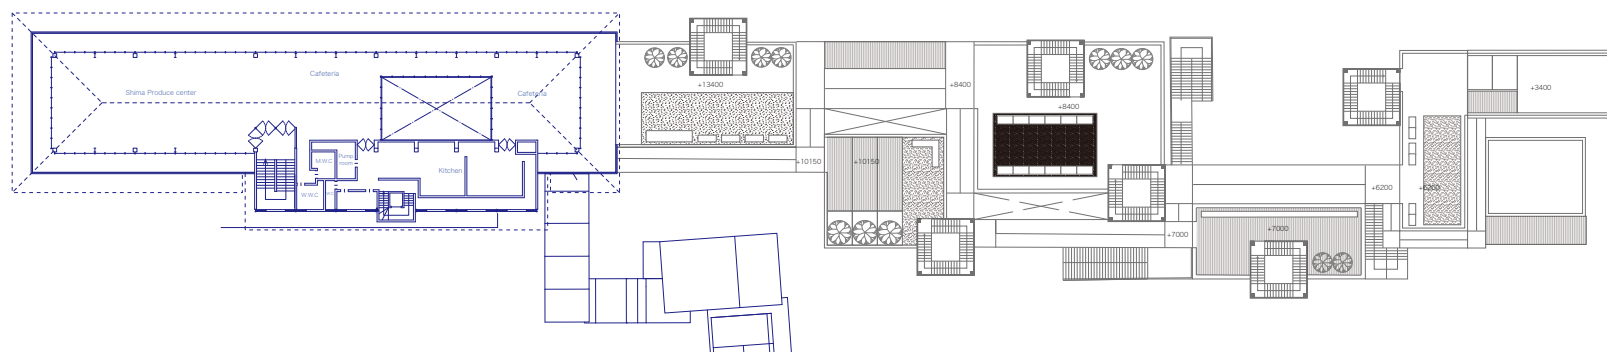 Cafeteria
Shima Produce center
Cafeteria
M.W.C
Pump
room
Kitchen
W.W.C
+13400
+8400
+8400
+3400
+10150
+10150
+6200
+6200
+7000
+7000